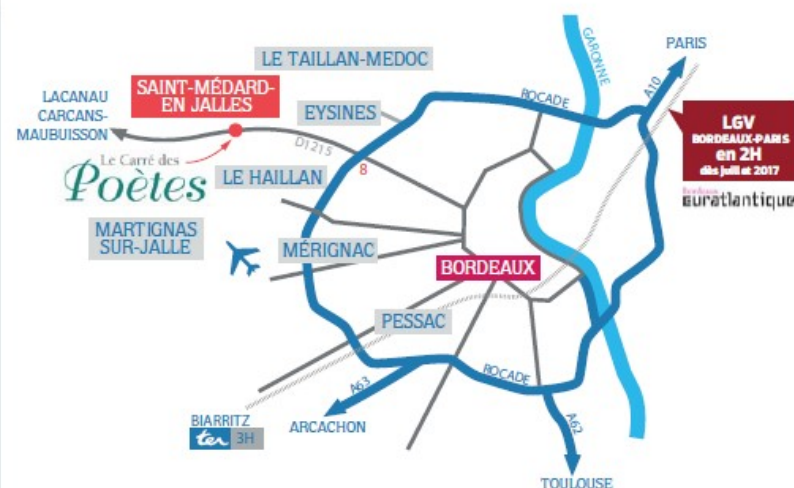 PARIS
GARONNE
LE TAILLAN-MEDOC
SAINT-MÉDARD-
EN JALLES
LACANAU
CARCANS-
MAUBUISSON
EYSINES
ROCADE
A10
LGV
BORDEAUX-PARIS
en 2H
dès juillet 2017
Bordeaux
euratlantique
D1215
8
Le Carré des
Poètes
LE HAILLAN
MARTIGNAS
SUR-JALLE
MÉRIGNAC
BORDEAUX
PESSAC
ROCADE
A63
BIARRITZ
ter 3H
ARCACHON
A62
TOULOUSE